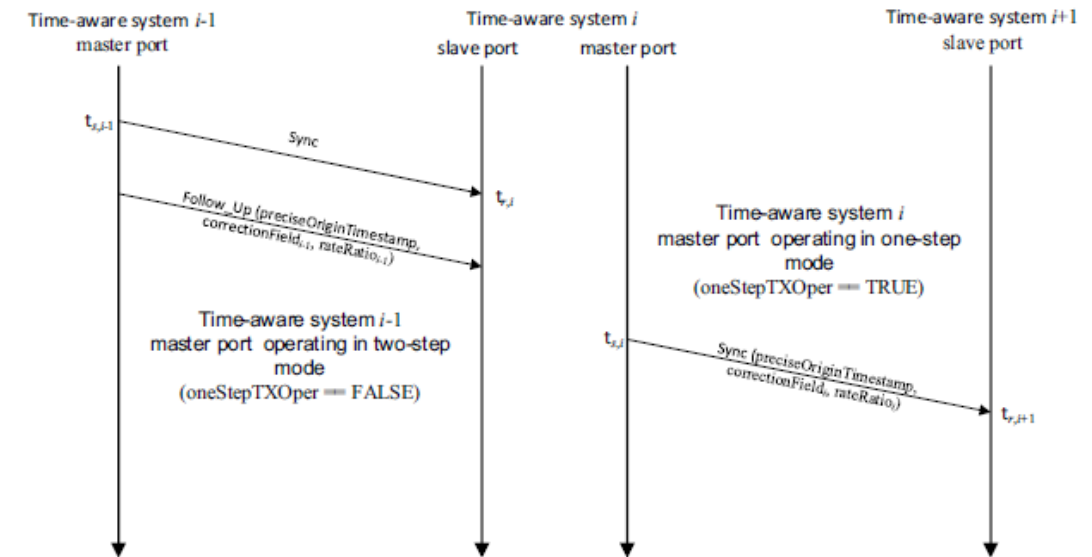 Time-aware system i-1
master port
Time-aware system i
slave port
master port
Time-aware system i+1
slave port
t_s,i-1
Sync
t_r,i
Follow_Up (preciseOriginTimestamp,
correctionField_i-1, rateRatio_i-1)
Time-aware system i-1
master port operating in two-step
mode
(oneStepTXOper == FALSE)
Time-aware system i
master port operating in one-step
mode
(oneStepTXOper == TRUE)
t_s,i
Sync (preciseOriginTimestamp,
correctionField_i, rateRatio_i)
t_r,i+1